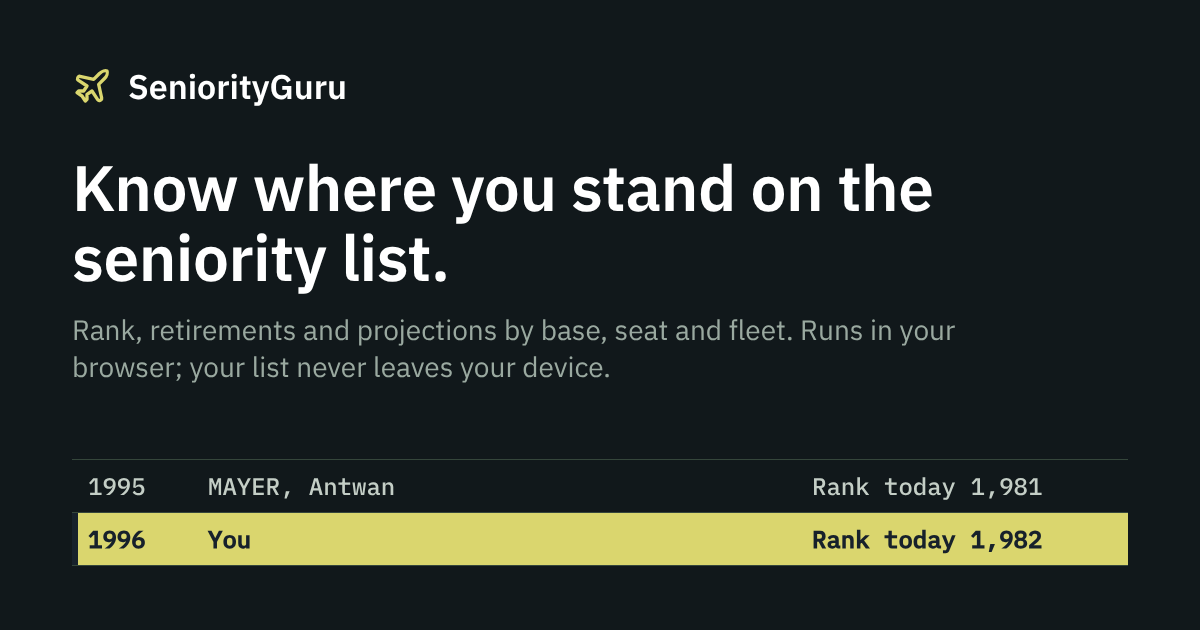 SeniorityGuru
Know where you stand on the
seniority list.
Rank, retirements and projections by base, seat and fleet. Runs in your
browser; your list never leaves your device.
1995 MAYER, Antwan Rank today 1,981
1996 You Rank today 1,982